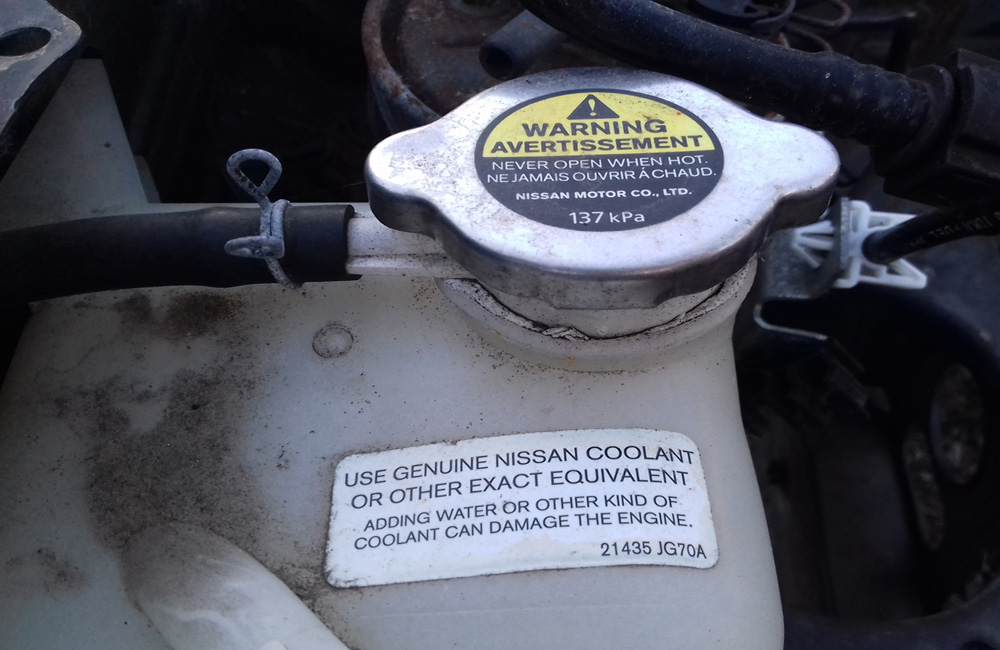 WARNING
AVERTISSEMENT
NEVER OPEN WHEN HOT.
NE JAMAIS OUVRIR Á CHAUD.
NISSAN MOTOR CO., LTD.
137 kPa
USE GENUINE NISSAN COOLANT
OR OTHER EXACT EQUIVALENT
ADDING WATER OR OTHER KIND OF
COOLANT CAN DAMAGE THE ENGINE.
21435 JG70A